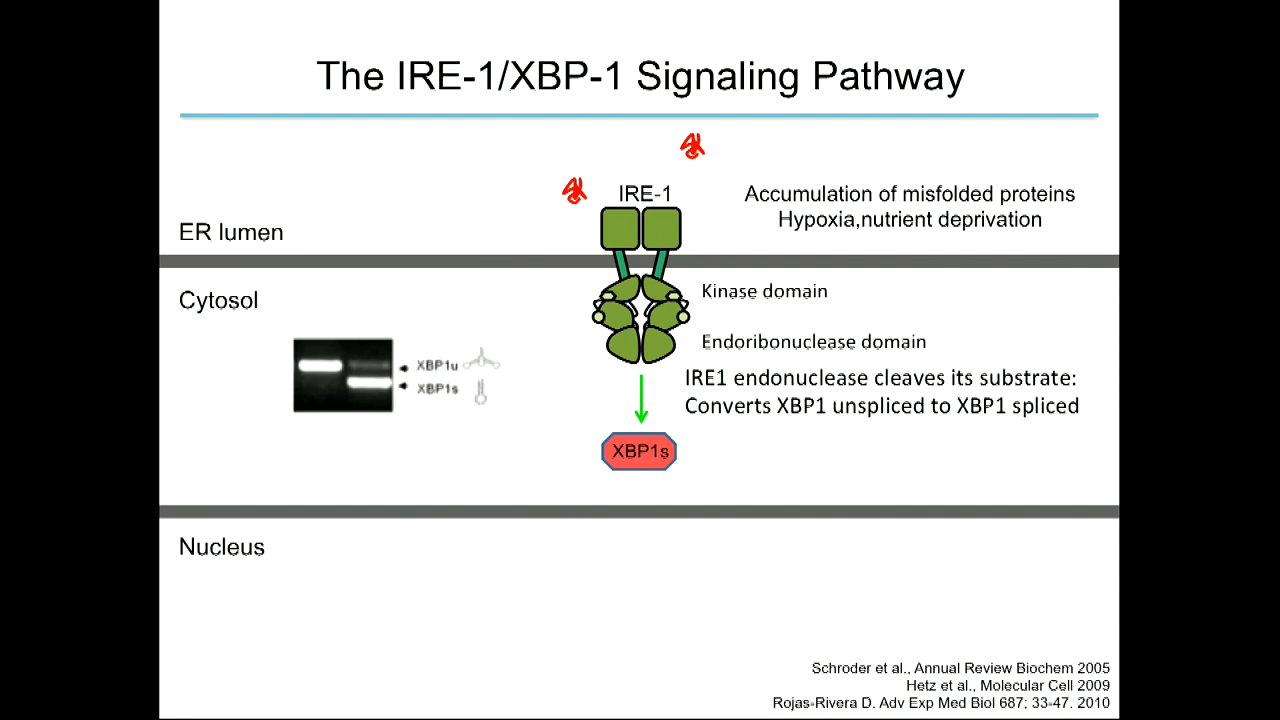 The IRE-1/XBP-1 Signaling Pathway
IRE-1
Accumulation of misfolded proteins
Hypoxia,nutrient deprivation
ER lumen
Cytosol
Kinase domain
Endoribonuclease domain
XBP1u
XBP1s
IRE1 endonuclease cleaves its substrate:
Converts XBP1 unspliced to XBP1 spliced
XBP1s
Nucleus
Schroder et al., Annual Review Biochem 2005
Hetz et al., Molecular Cell 2009
Rojas-Rivera D. Adv Exp Med Biol 687; 33-47. 2010